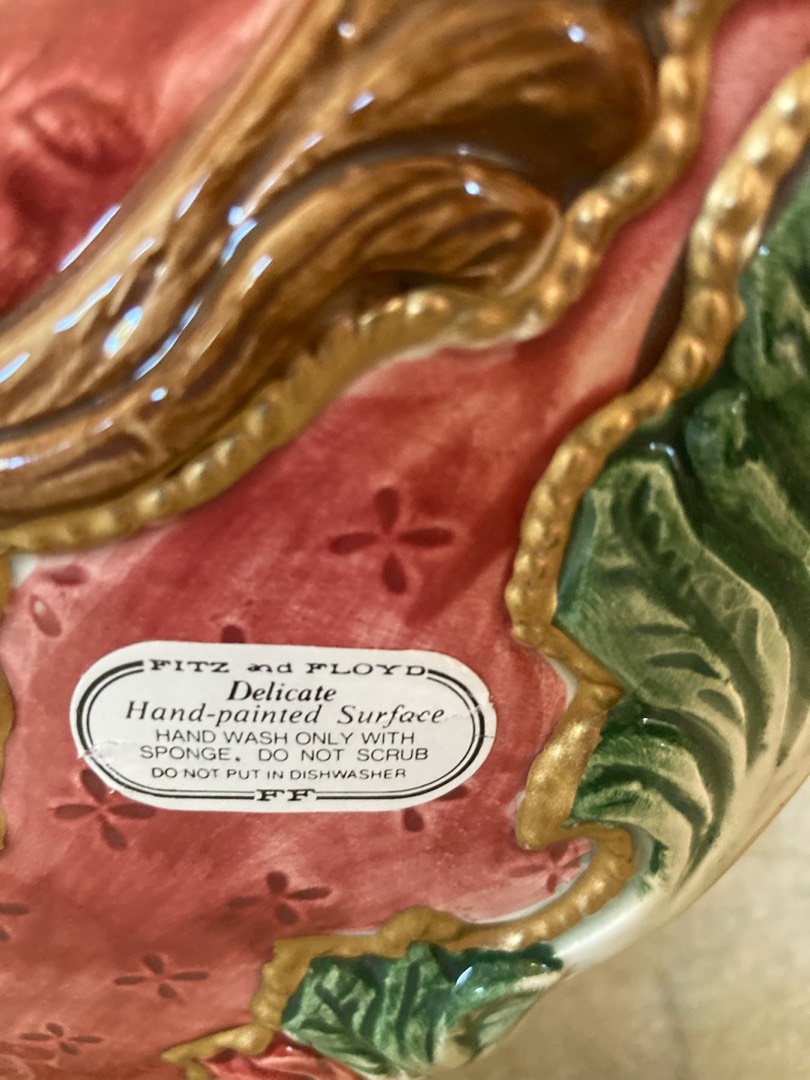 FITZ and FLOYD
Delicate
Hand-painted Surface
HAND WASH ONLY WITH
SPONGE. DO NOT SCRUB
DO NOT PUT IN DISHWASHER
FF